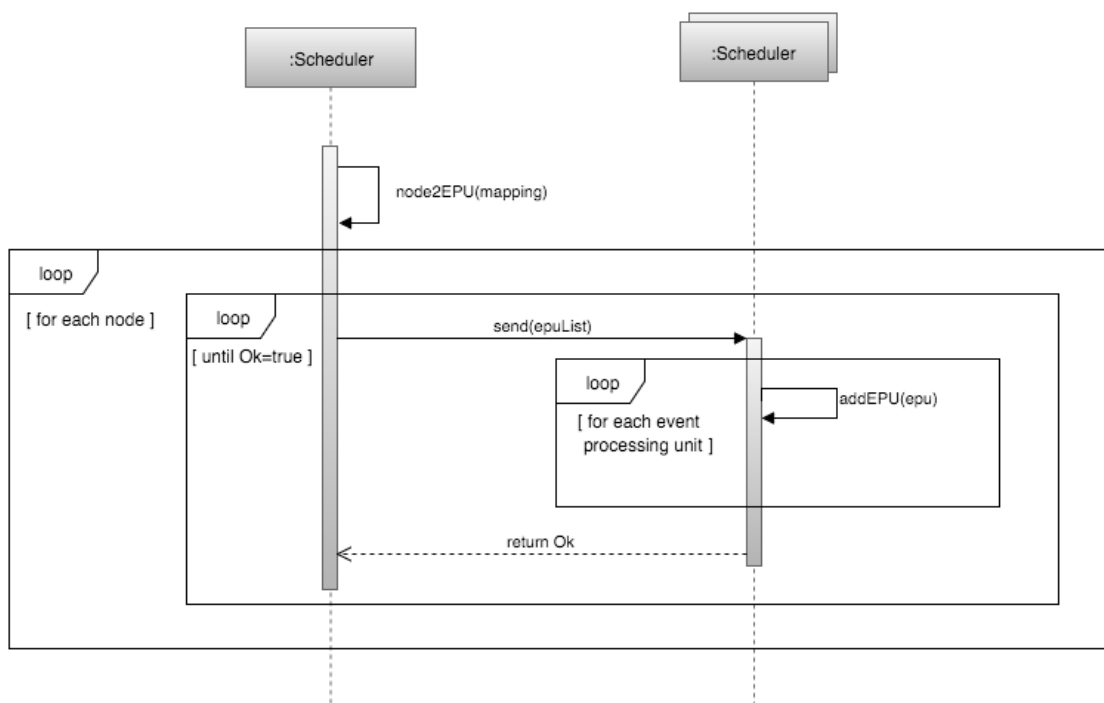 :Scheduler
:Scheduler
node2EPU(mapping)
loop
[ for each node ]
loop
send(epuList)
[ until Ok=true ]
loop
addEPU(epu)
[ for each event
processing unit ]
return Ok